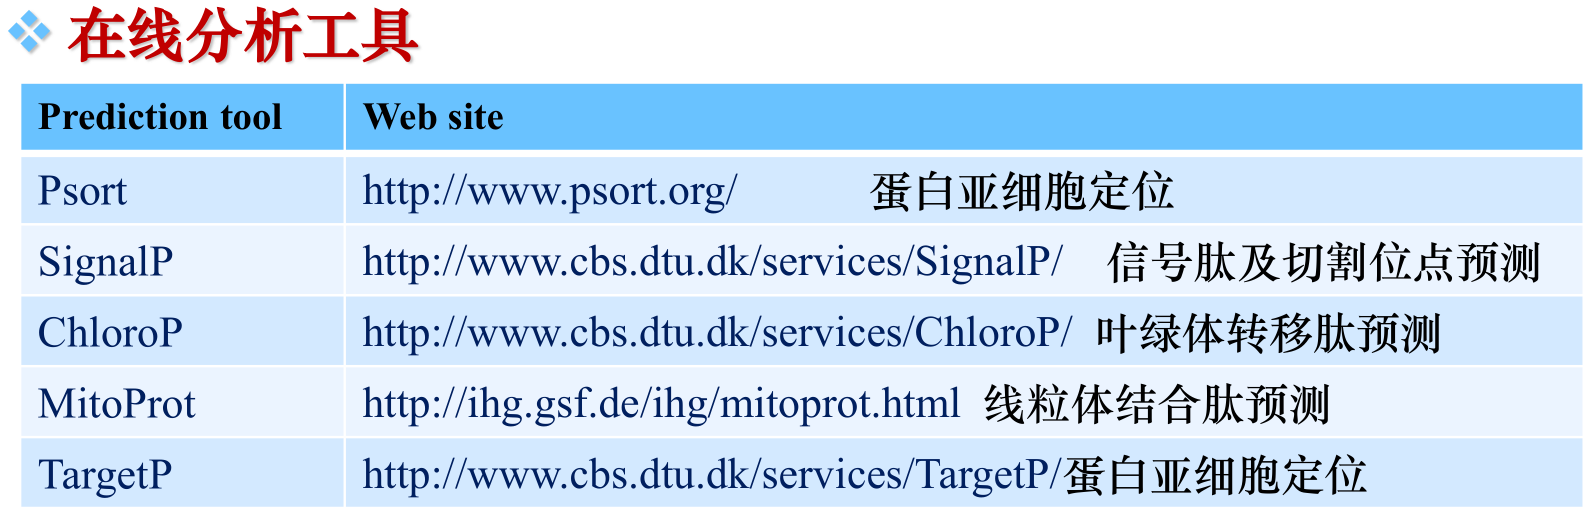 在线分析工具
Prediction tool Web site
Psort http://www.psort.org/ 蛋白亚细胞定位
SignalP http://www.cbs.dtu.dk/services/SignalP/ 信号肽及切割位点预测
ChloroP http://www.cbs.dtu.dk/services/ChloroP/ 叶绿体转移肽预测
MitoProt http://ihg.gsf.de/ihg/mitoprot.html 线粒体结合肽预测
TargetP http://www.cbs.dtu.dk/services/TargetP/蛋白亚细胞定位